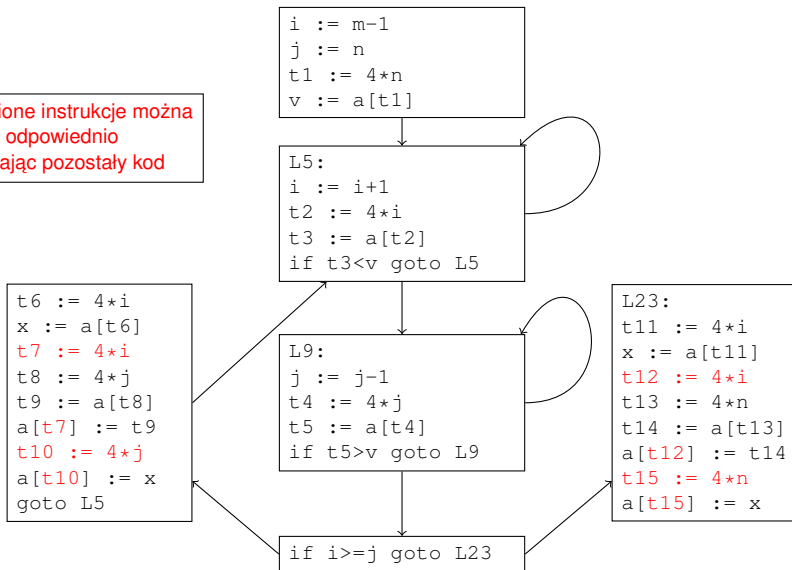 i := m-1
j := n
t1 := 4*n
v := a[t1]
instrukcje można
odpowiednio
pozostały kod
L5:
i := i+1
t2 := 4*i
t3 := a[t2]
if t3<v goto L5
t6 := 4*i
x := a[t6]
t7 := 4*i
t8 := 4*j
t9 := a[t8]
a[t7] := t9
t10 := 4*j
a[t10] := x
goto L5
L9:
j := j-1
t4 := 4*j
t5 := a[t4]
if t5>v goto L9
L23:
t11 := 4*i
x := a[t11]
t12 := 4*i
t13 := 4*n
t14 := a[t13]
a[t12] := t14
t15 := 4*n
a[t15] := x
if i>=j goto L23